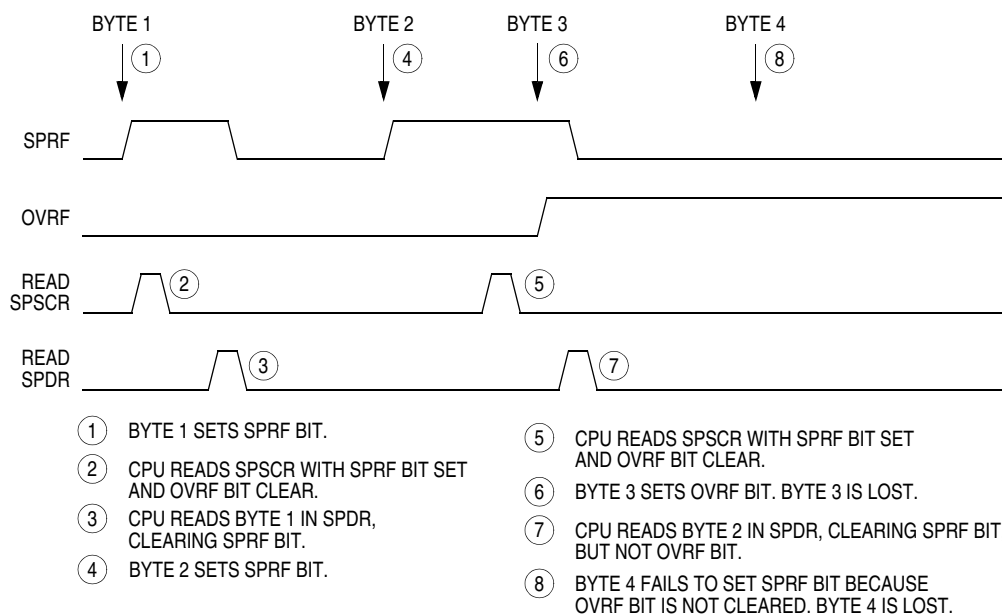 BYTE 1
BYTE 2
BYTE 3
BYTE 4
1
4
6
8
SPRF
OVRF
READ
SPSCR
2
5
READ
SPDR
3
7
1 BYTE 1 SETS SPRF BIT.
2 CPU READS SPSCR WITH SPRF BIT SET
AND OVRF BIT CLEAR.
3 CPU READS BYTE 1 IN SPDR,
CLEARING SPRF BIT.
4 BYTE 2 SETS SPRF BIT.
5 CPU READS SPSCR WITH SPRF BIT SET
AND OVRF BIT CLEAR.
6 BYTE 3 SETS OVRF BIT. BYTE 3 IS LOST.
7 CPU READS BYTE 2 IN SPDR, CLEARING SPRF BIT
BUT NOT OVRF BIT.
8 BYTE 4 FAILS TO SET SPRF BIT BECAUSE
OVRF BIT IS NOT CLEARED. BYTE 4 IS LOST.